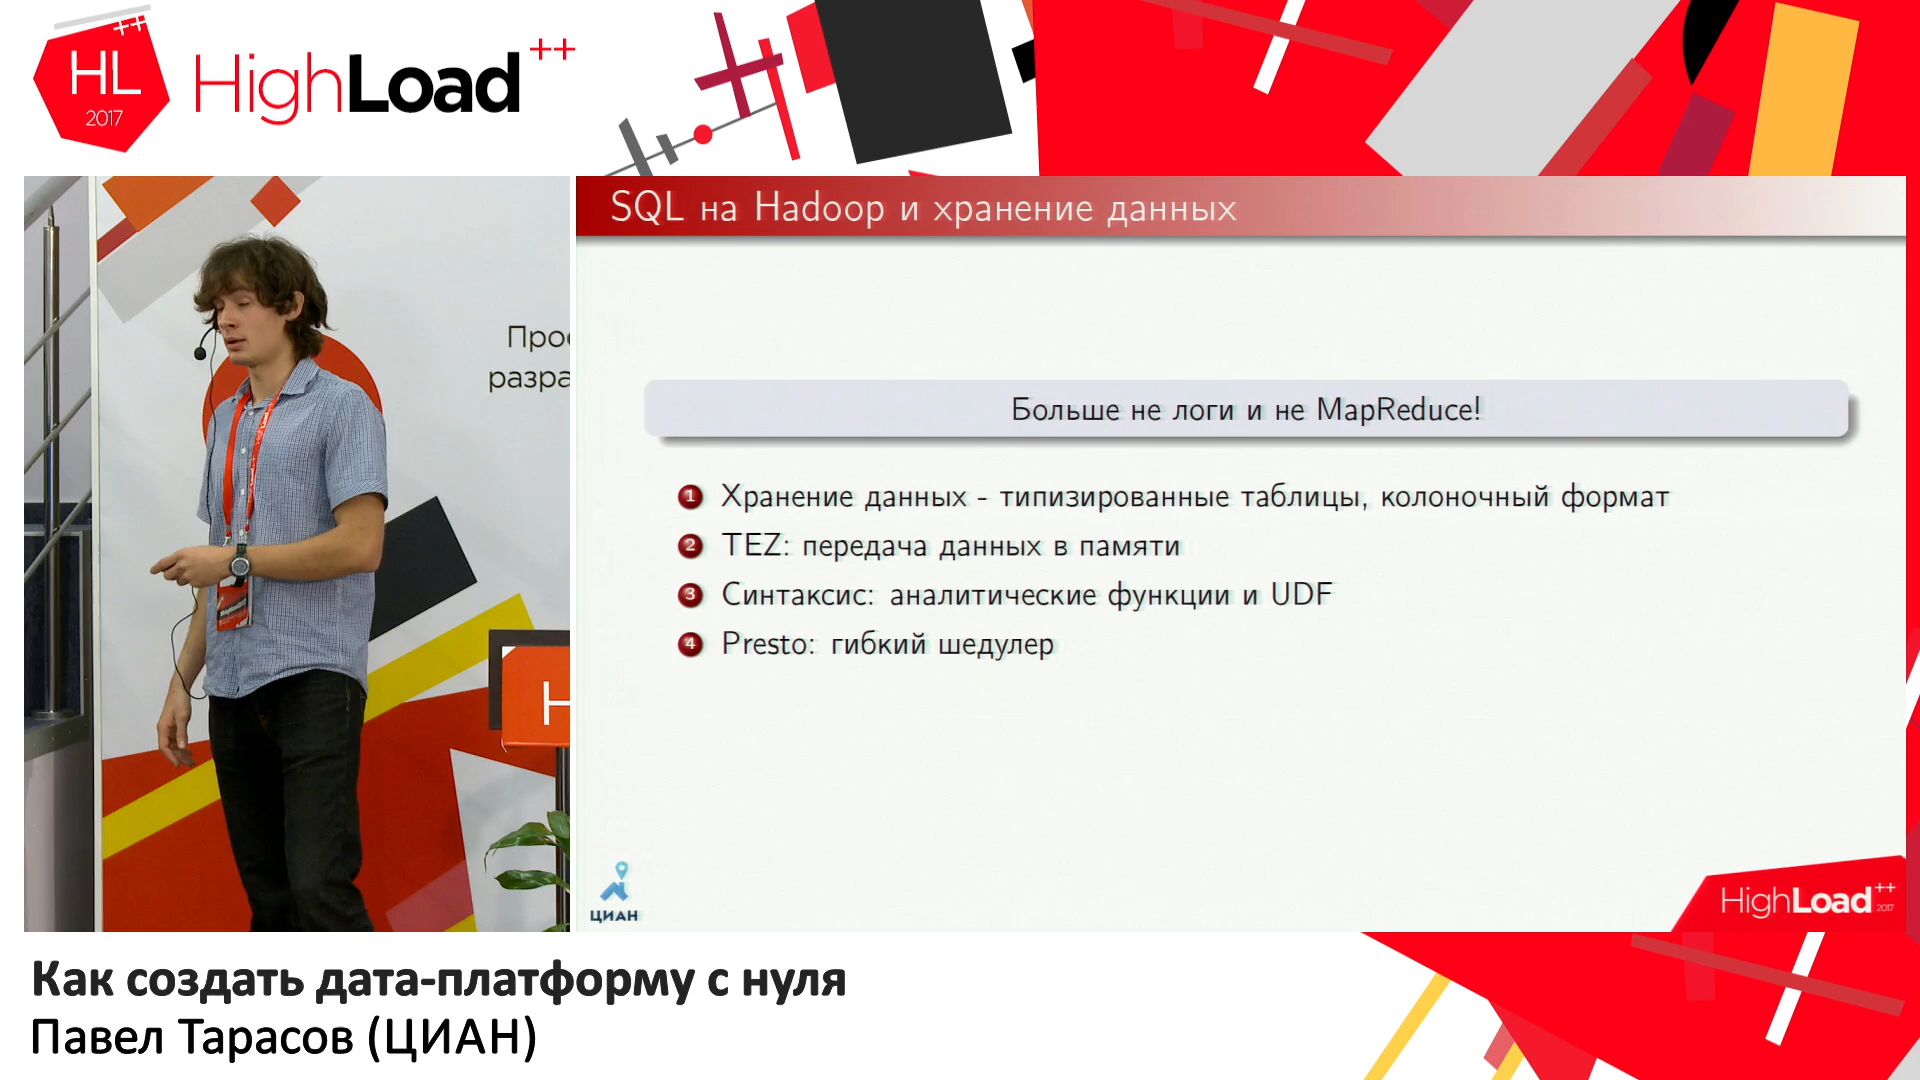 ++
HL
2017
HighLoad++
SQL на Hadoop и хранение данных
Больше не логи и не MapReduce!
1 Хранение данных - типизированные таблицы, колоночный формат
2 TEZ: передача данных в памяти
3 Синтаксис: аналитические функции и UDF
4 Presto: гибкий шедулер
ЦИАН
HighLoad++
2017
Как создать дата-платформу с нуля
Павел Тарасов (ЦИАН)